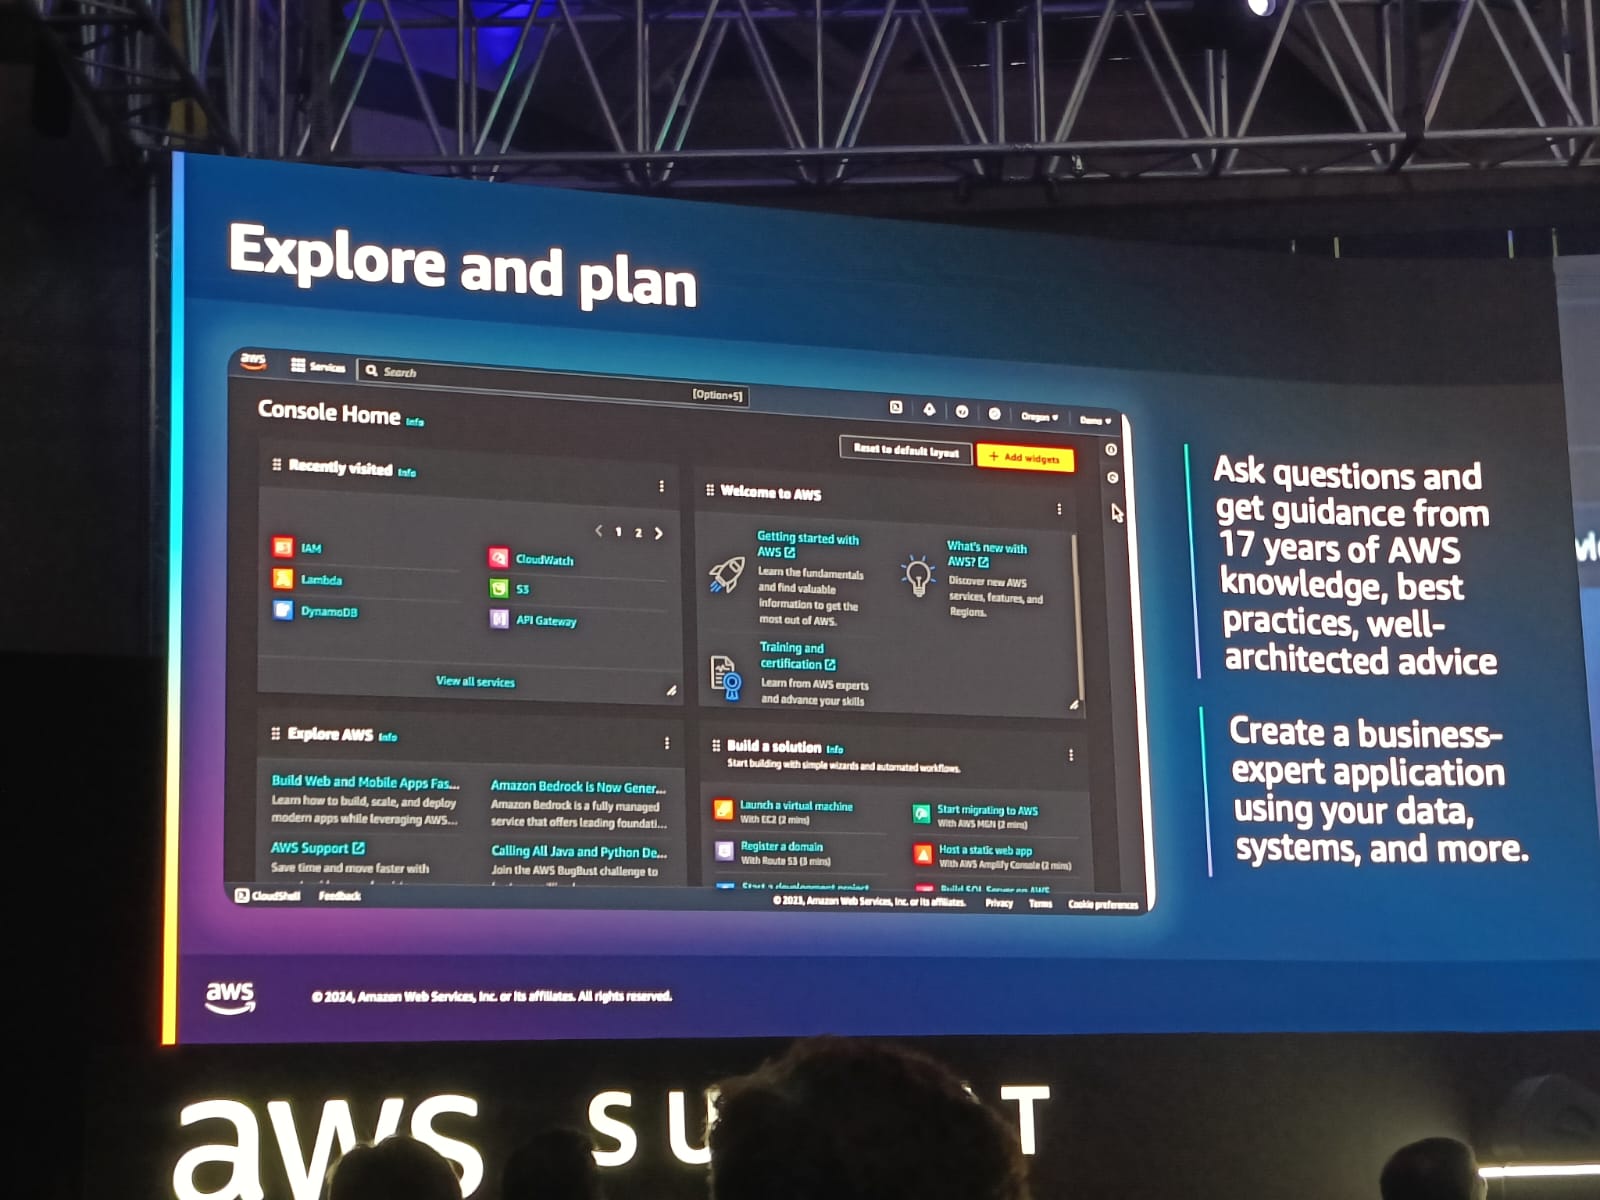 Explore and plan
aws
Services
Search
[Option+S]
Oregon
Demo
Console Home Info
Reset to default layout
+ Add widgets
Recently visited Info
< 1 2 >
IAM
CloudWatch
Lambda
S3
DynamoDB
API Gateway
View all services
Welcome to AWS
Getting started with
AWS
Learn the fundamentals
and find valuable
information to get the
most out of AWS.
What's new with
AWS?
Discover new AWS
services, features, and
Regions.
Training and
certification
Learn from AWS experts
and advance your skills
Explore AWS Info
Build Web and Mobile Apps Fas...
Learn how to build, scale, and deploy
modern apps while leveraging AWS...
Amazon Bedrock is Now Gener...
Amazon Bedrock is a fully managed
service that offers leading foundati...
AWS Support
Save time and move faster with
Calling All Java and Python De...
Join the AWS BugBust challenge to
Build a solution Info
Start building with simple wizards and automated workflows.
Launch a virtual machine
With EC2 (2 mins)
Start migrating to AWS
With AWS MGN (2 mins)
Register a domain
With Route 53 (3 mins)
Host a static web app
With AWS Amplify Console (2 mins)
Start a development project
Build SQL Server on AWS
CloudShell
Feedback
© 2023, Amazon Web Services, Inc. or its affiliates.
Privacy
Terms
Cookie preferences
Ask questions and
get guidance from
17 years of AWS
knowledge, best
practices, well-
architected advice
Create a business-
expert application
using your data,
systems, and more.
aws
© 2024, Amazon Web Services, Inc. or its affiliates. All rights reserved.
aws SU T